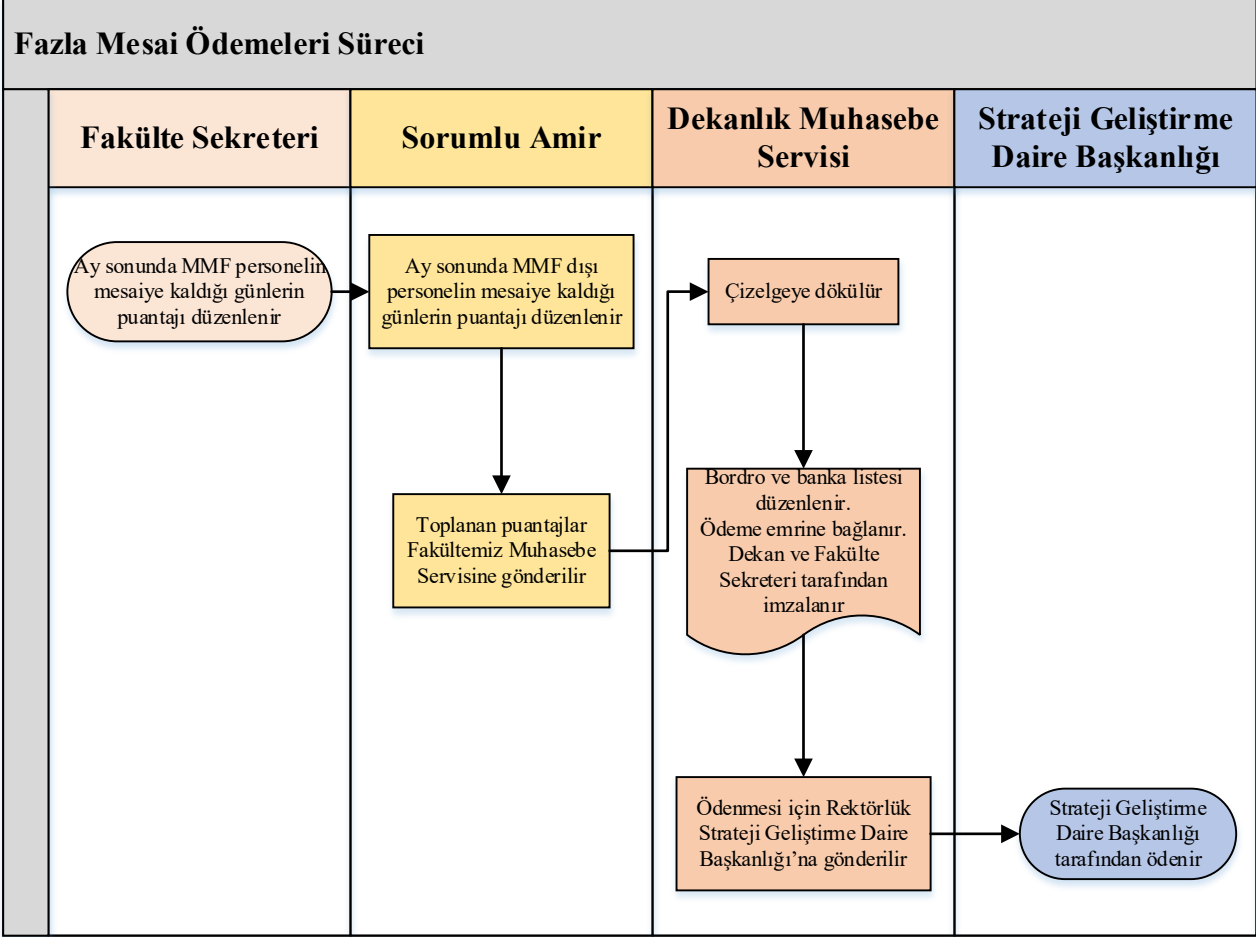 Fazla Mesai Ödemeleri Süreci
Fakülte Sekreteri
Sorumlu Amir
Dekanlık Muhasebe
Servisi
Strateji Geliştirme
Daire Başkanlığı
Ay sonunda MMF personelin
mesaiye kaldığı günlerin
puantajı düzenlenir
Ay sonunda MMF dışı
personelin mesaiye kaldığı
günlerin puantajı düzenlenir
Toplanan puantajlar
Fakültemiz Muhasebe
Servisine gönderilir
Çizelgeye dökülür
Bordro ve banka listesi
düzenlenir.
Ödeme emrine bağlanır.
Dekan ve Fakülte
Sekreteri tarafından
imzalanır
Ödenmesi için Rektörlük
Strateji Geliştirme Daire
Başkanlığı’na gönderilir
Strateji Geliştirme
Daire Başkanlığı
tarafından ödenir